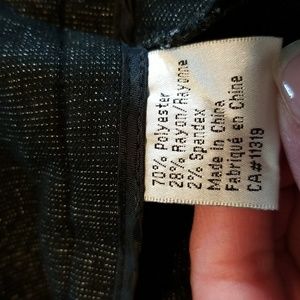 70% Polyester
28% Rayon/Rayonne
2% Spandex
Made in China
Fabriqué en Chine
CA#11319